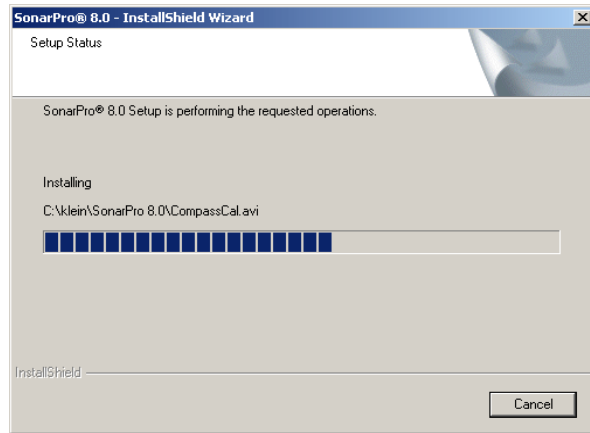 SonarPro® 8.0 - InstallShield Wizard
Setup Status
SonarPro® 8.0 Setup is performing the requested operations.
Installing
C:\klein\SonarPro 8.0\CompassCal.avi
InstallShield
Cancel